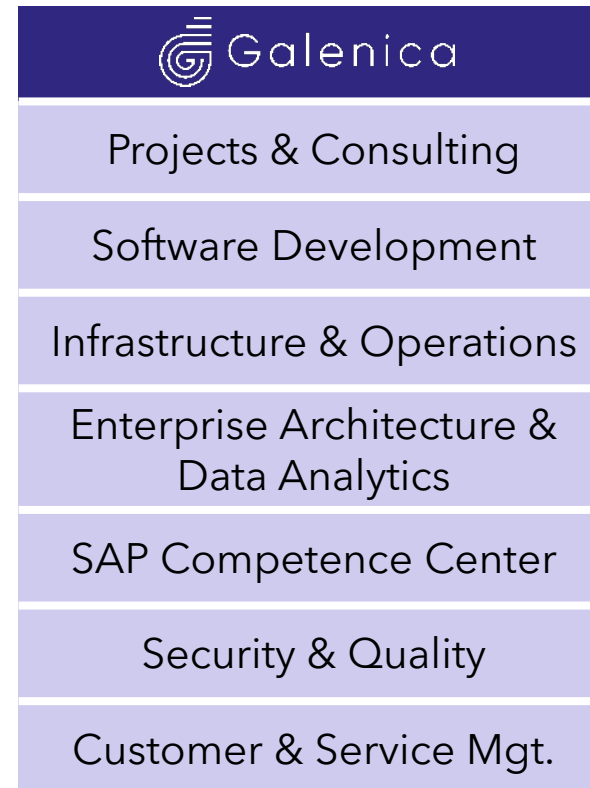 Galenica
Projects & Consulting
Software Development
Infrastructure & Operations
Enterprise Architecture &
Data Analytics
SAP Competence Center
Security & Quality
Customer & Service Mgt.